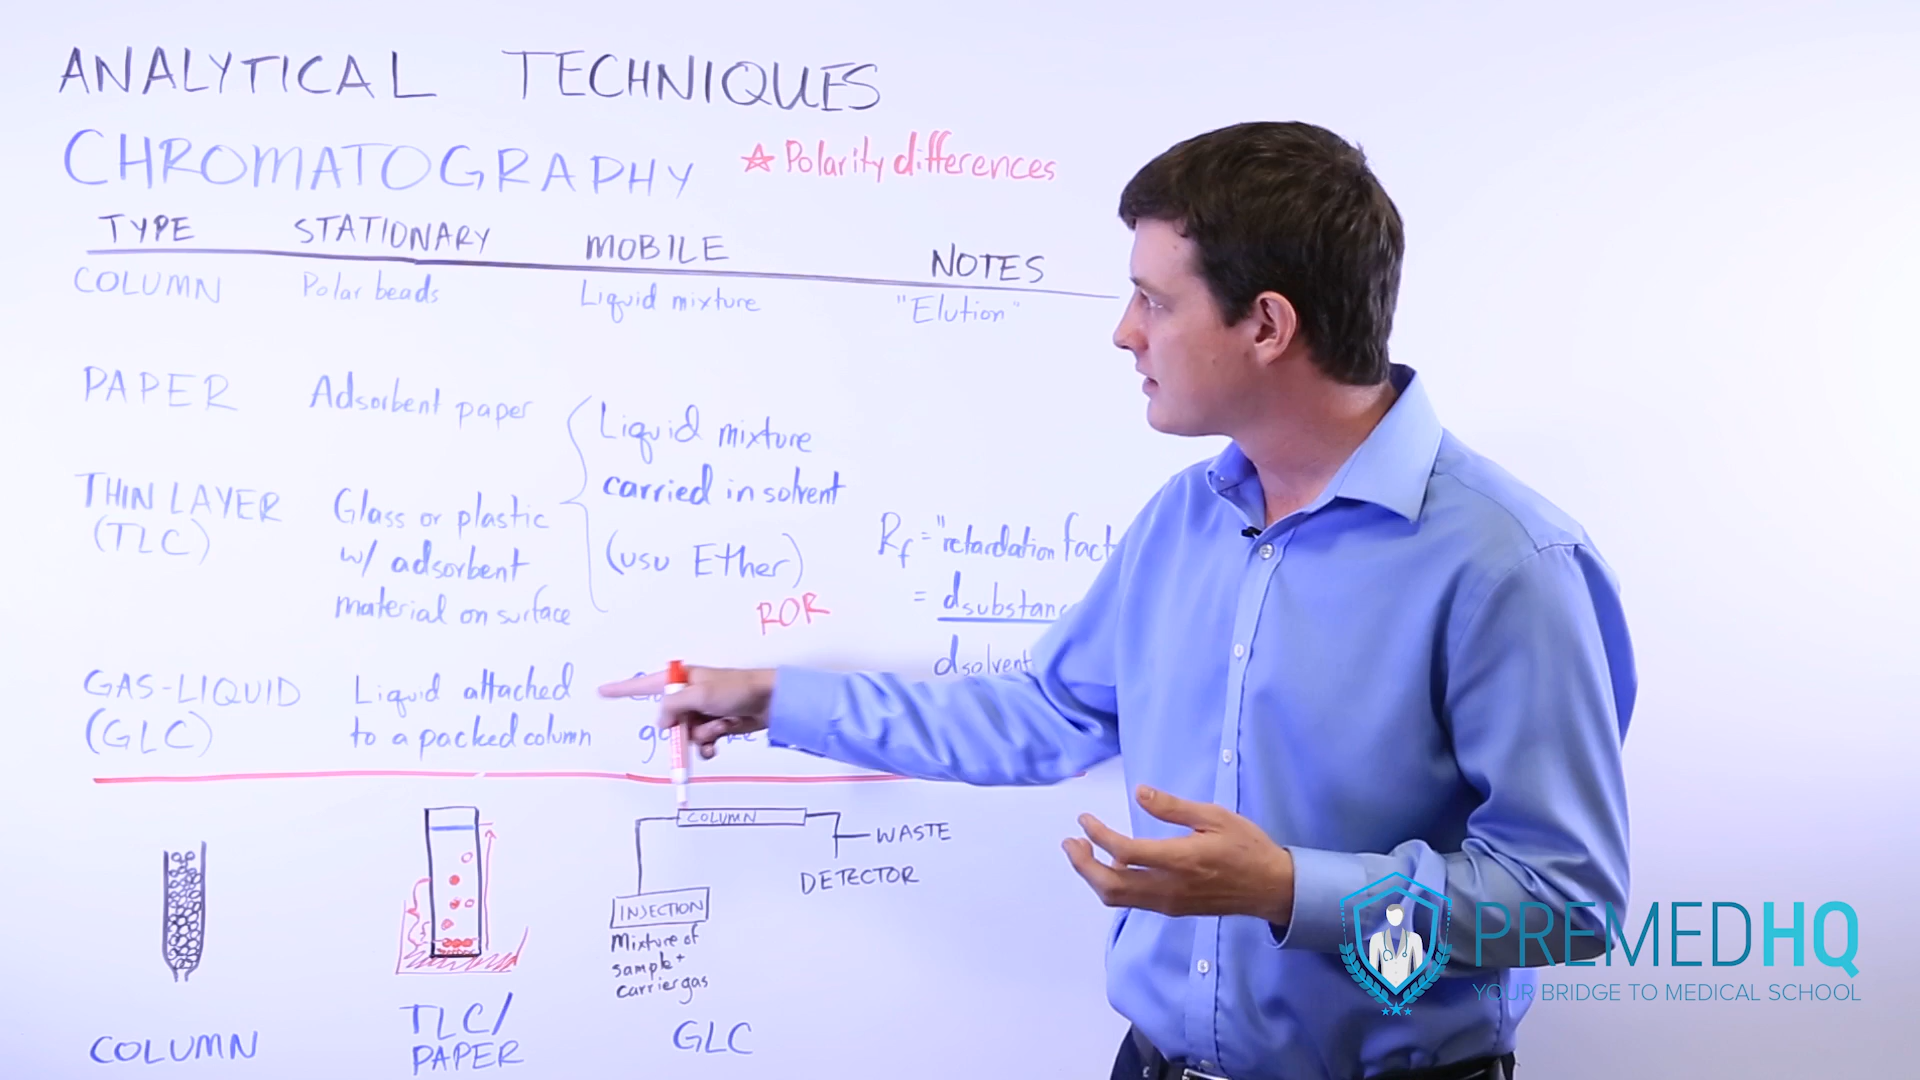 ANALYTICAL TECHNIQUES
CHROMATOGRAPHY ☆ Polarity differences
TYPE STATIONARY MOBILE NOTES
COLUMN Polar beads Liquid mixture "Elution"
PAPER Adsorbent paper Liquid mixture
carried in solvent
(usu Ether)
ROR
THIN LAYER
(TLC)
Glass or plastic
w/ adsorbent
material on surface
Rf = "retardation
= dsubstanc
dsolvent
GAS-LIQUID
(GLC)
Liquid attached
to a packed column
COLUMN
TLC/
PAPER
COLUMN
WASTE
DETECTOR
INJECTION
Mixture of
sample +
carrier gas
GLC
PREMEDHQ
YOUR BRIDGE TO MEDICAL SCHOOL